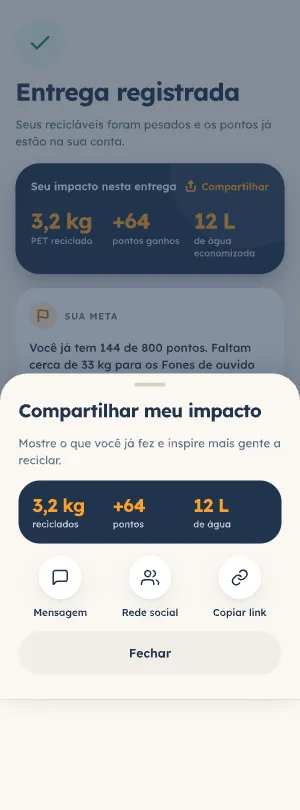 Entrega registrada
Seus recicláveis foram pesados e os pontos já
estão na sua conta.
Seu impacto nesta entrega
Compartilhar
3,2 kg
+64
12 L
PET reciclado
pontos ganhos
de água
economizada
SUA META
Você já tem 144 de 800 pontos. Faltam
cerca de 33 kg para os Fones de ouvido
Compartilhar meu impacto
Mostre o que você já fez e inspire mais gente a
reciclar.
3,2 kg
+64
12 L
reciclados
pontos
de água
Mensagem
Rede social
Copiar link
Fechar